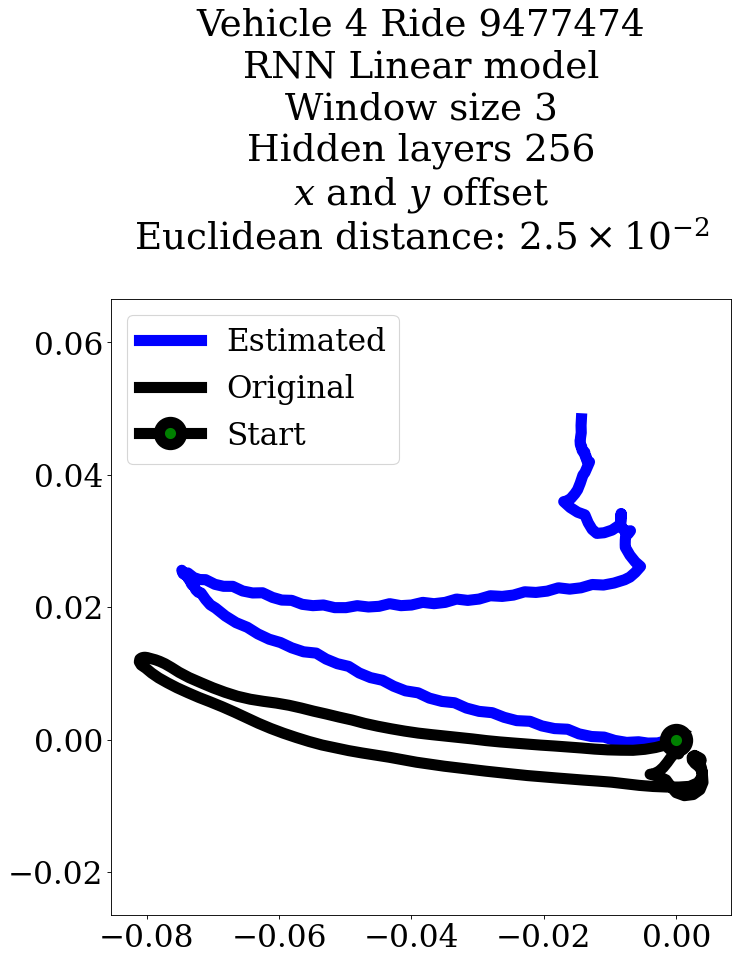 Vehicle 4 Ride 9477474
RNN Linear model
Window size 3
Hidden layers 256
x and y offset
Euclidean distance: 2.5 × 10⁻²
Estimated
Original
Start
0.06
0.04
0.02
0.00
−0.02
−0.08 −0.06 −0.04 −0.02 0.00